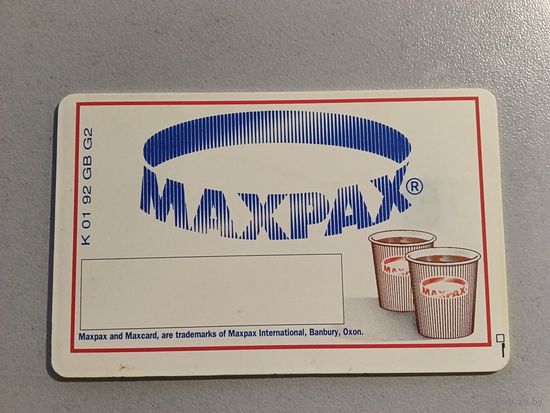 K 01 92 GB G2
MAXPAX®
MAXPAX
MAXPAX
Maxpax and Maxcard, are trademarks of Maxpax International, Banbury, Oxon.